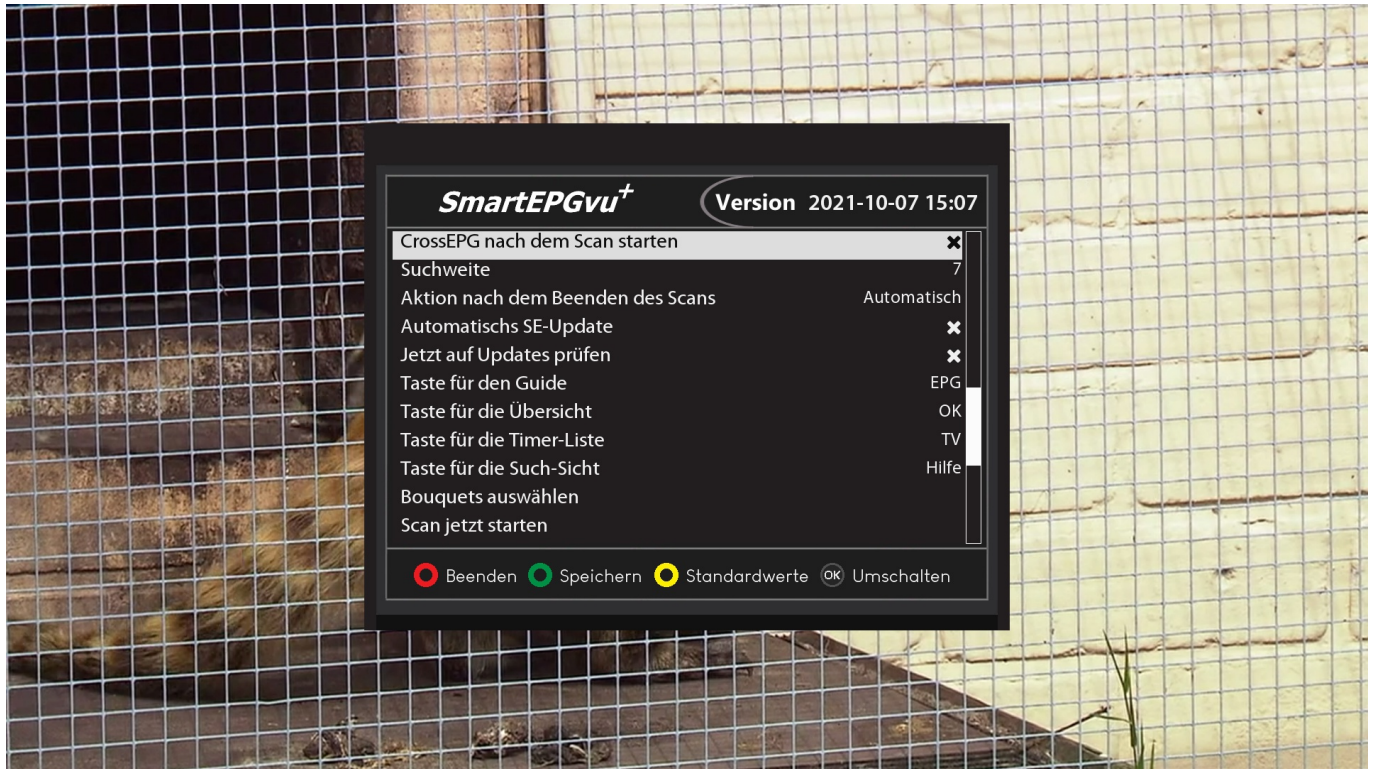 SmartEPGvu+
Version 2021-10-07 15:07
CrossEPG nach dem Scan starten ✖
Suchweite 7
Aktion nach dem Beenden des Scans Automatisch
Automatischs SE-Update ✖
Jetzt auf Updates prüfen ✖
Taste für den Guide EPG
Taste für die Übersicht OK
Taste für die Timer-Liste TV
Taste für die Such-Sicht Hilfe
Bouquets auswählen
Scan jetzt starten
Beenden Speichern Standardwerte OK Umschalten